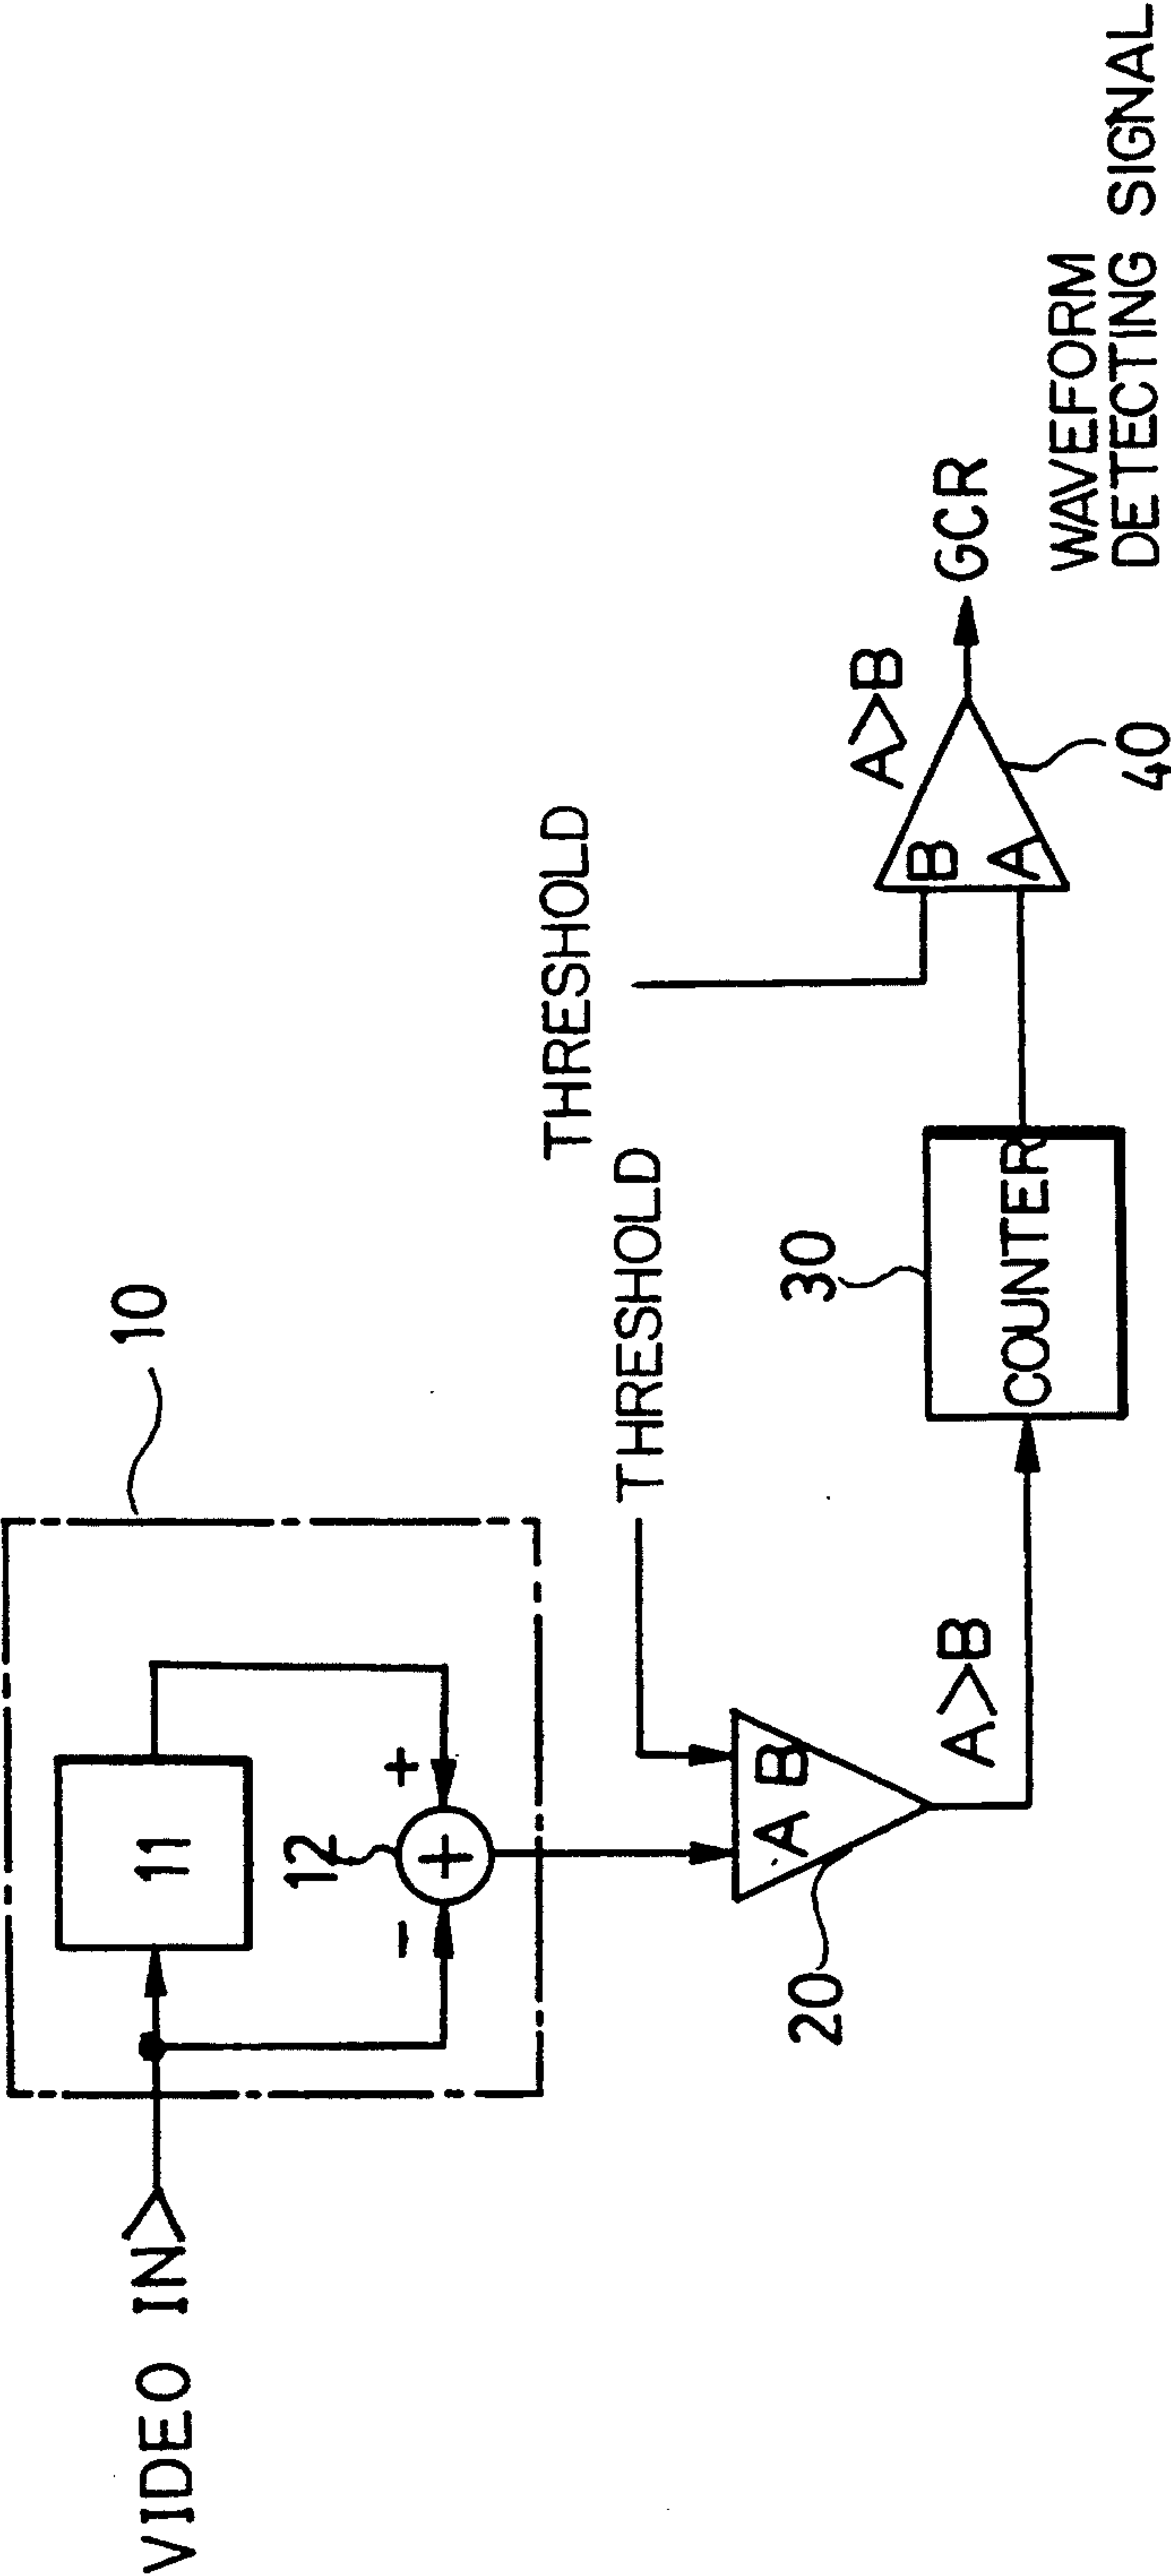 VIDEO IN
10
11
12
+
-
+
THRESHOLD
A B
20
A>B
30
COUNTER
THRESHOLD
B
A
A>B
40
GCR
WAVEFORM
DETECTING SIGNAL